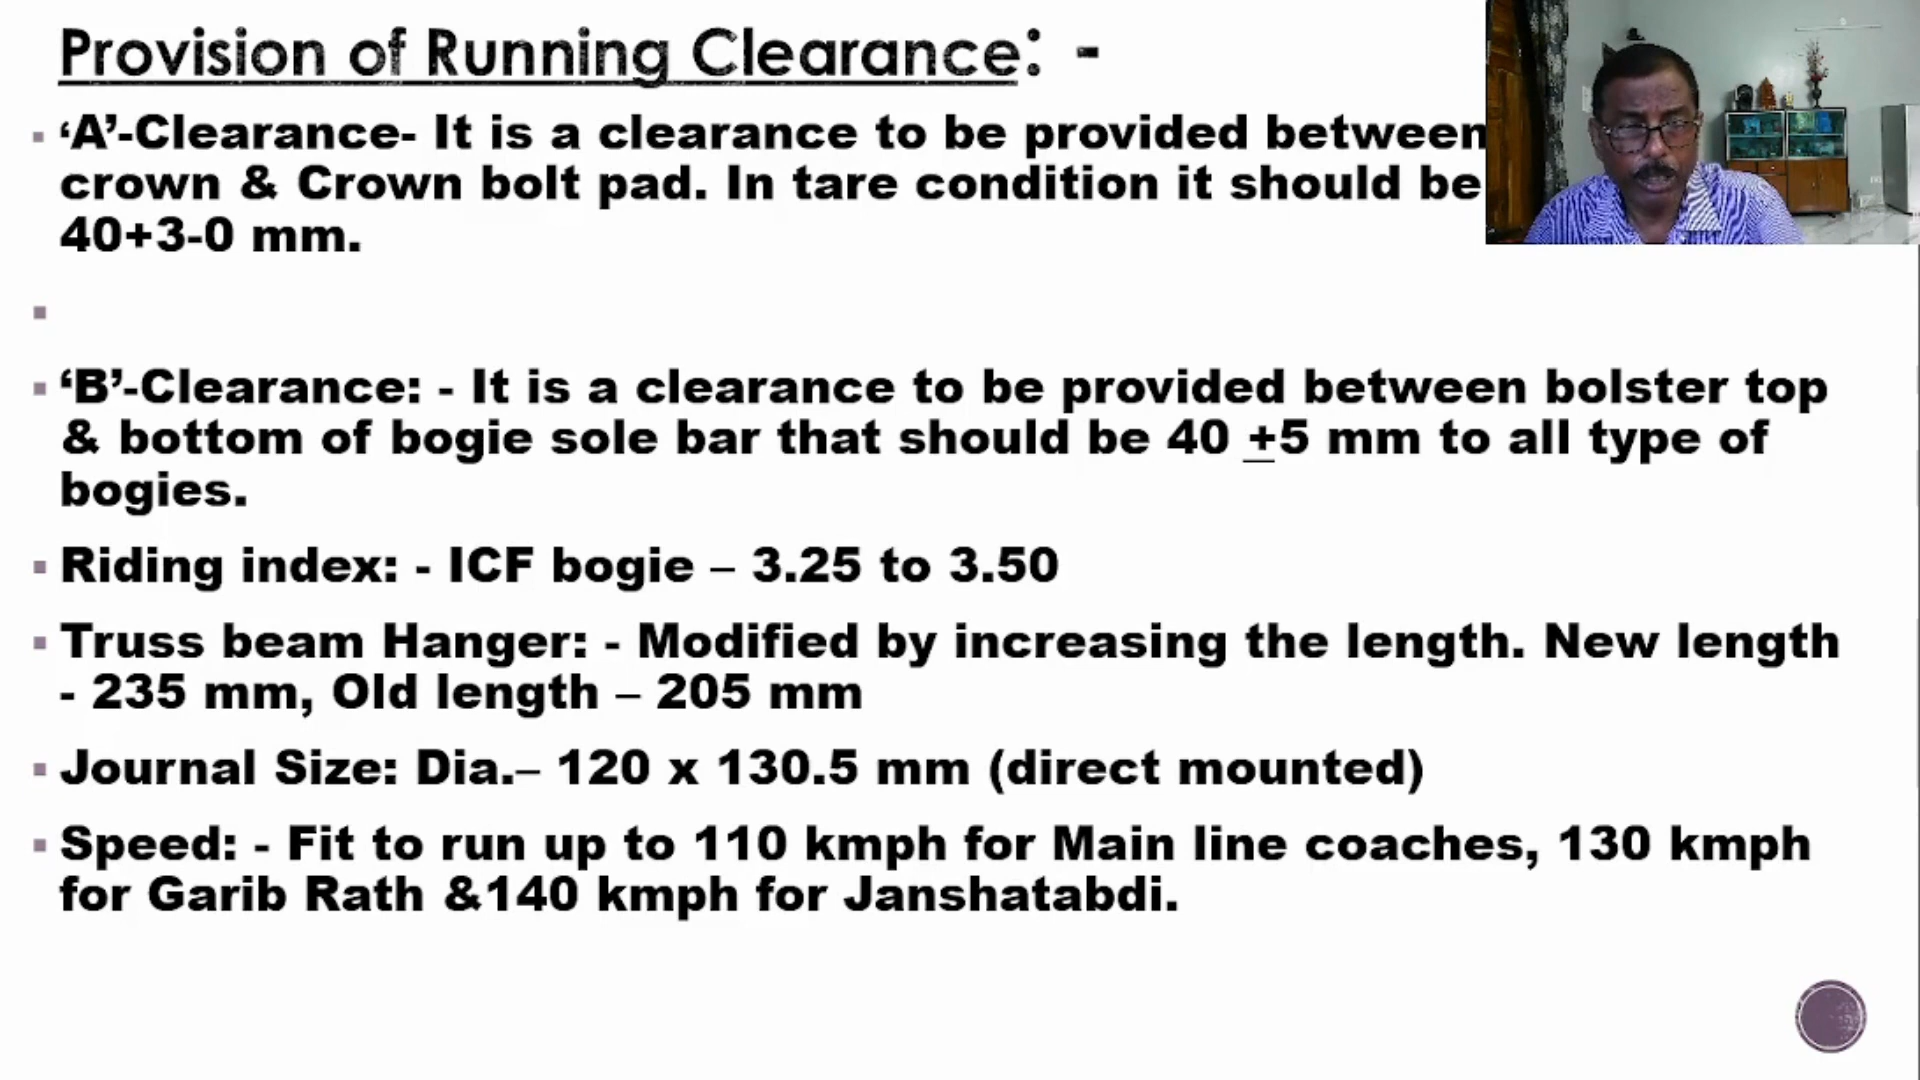 Provision of Running Clearance: -
‘A’-Clearance- It is a clearance to be provided between
crown & Crown bolt pad. In tare condition it should be
40+3-0 mm.
‘B’-Clearance: - It is a clearance to be provided between bolster top
& bottom of bogie sole bar that should be 40 +5 mm to all type of
bogies.
Riding index: - ICF bogie – 3.25 to 3.50
Truss beam Hanger: - Modified by increasing the length. New length
- 235 mm, Old length – 205 mm
Journal Size: Dia.– 120 x 130.5 mm (direct mounted)
Speed: - Fit to run up to 110 kmph for Main line coaches, 130 kmph
for Garib Rath &140 kmph for Janshatabdi.